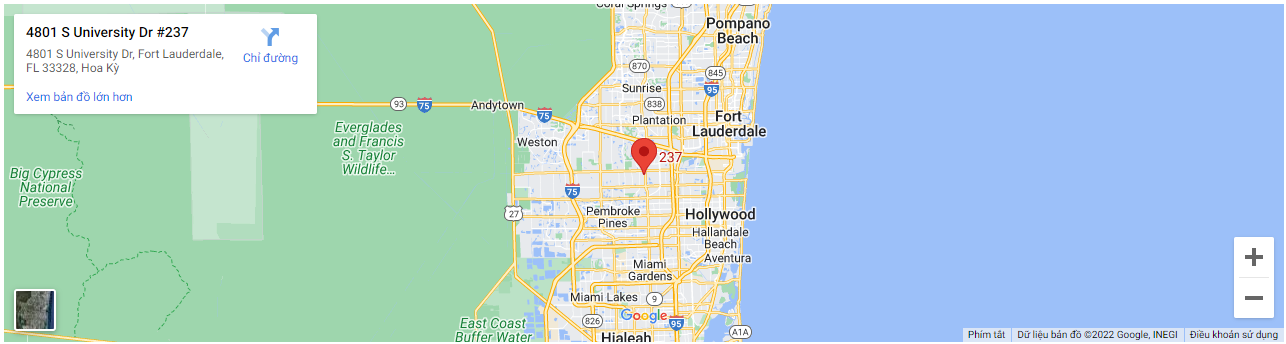 4801 S University Dr #237
4801 S University Dr, Fort Lauderdale,
FL 33328, Hoa Kỳ
Chỉ đường
Xem bản đồ lớn hơn
Coral Springs
Pompano
Beach
870
845
Sunrise
95
93
75
Andytown
838
75
Plantation
Fort
Lauderdale
Everglades
and Francis
S. Taylor
Wildlife...
Weston
237
Big Cypress
National
Preserve
75
27
Pembroke
Pines
Hollywood
Hallandale
Beach
Aventura
Miami
Gardens
Miami Lakes
9
Google
826
95
East Coast
Buffer Water
Hialeah
A1A
Phím tắt
Dữ liệu bản đồ ©2022 Google, INEGI
Điều khoản sử dụng